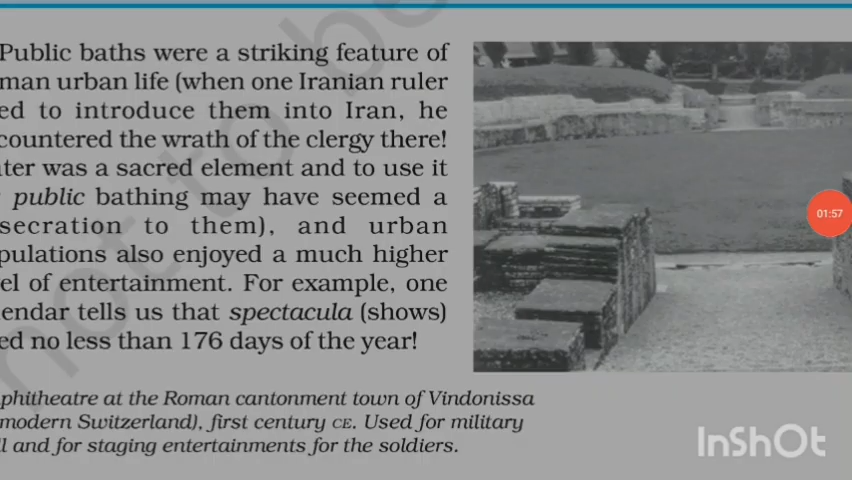 Public baths were a striking feature of
man urban life (when one Iranian ruler
ed to introduce them into Iran, he
countered the wrath of the clergy there!
ter was a sacred element and to use it
public bathing may have seemed a
secration to them), and urban
pulations also enjoyed a much higher
el of entertainment. For example, one
endar tells us that spectacula (shows)
ed no less than 176 days of the year!
phitheatre at the Roman cantonment town of Vindonissa
modern Switzerland), first century CE. Used for military
ll and for staging entertainments for the soldiers.
01:57
InShOt